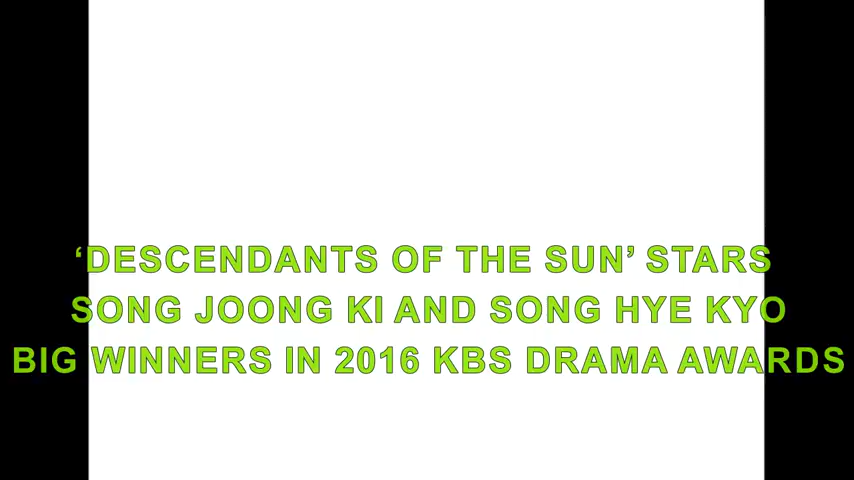 ‘DESCENDANTS OF THE SUN’ STARS
SONG JOONG KI AND SONG HYE KYO
BIG WINNERS IN 2016 KBS DRAMA AWARDS